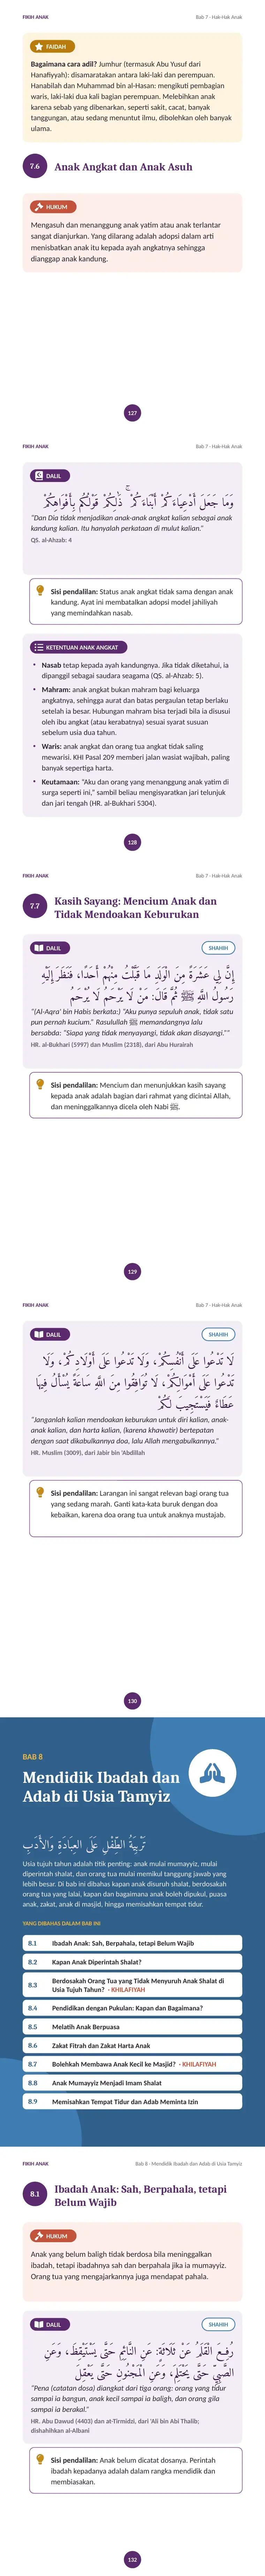 FIKIH ANAK
Bab 7 · Hak-Hak Anak
FAIDAH
Bagaimana cara adil? Jumhur (termasuk Abu Yusuf dari
Hanafiyyah): disamaratakan antara laki-laki dan perempuan.
Hanabilah dan Muhammad bin al-Hasan: mengikuti pembagian
waris, laki-laki dua kali bagian perempuan. Melebihkan anak
karena sebab yang dibenarkan, seperti sakit, cacat, banyak
tanggungan, atau sedang menuntut ilmu, dibolehkan oleh banyak
ulama.
7.6
Anak Angkat dan Anak Asuh
HUKUM
Mengasuh dan menanggung anak yatim atau anak terlantar
sangat dianjurkan. Yang dilarang adalah adopsi dalam arti
menisbatkan anak itu kepada ayah angkatnya sehingga
dianggap anak kandung.
127
FIKIH ANAK
Bab 7 · Hak-Hak Anak
DALIL
وَمَا جَعَلَ أَدْعِيَاءَكُمْ أَبْنَاءَكُمْ ۚ ذَٰلِكُمْ قَوْلُكُم بِأَفْوَاهِكُمْ
"Dan Dia tidak menjadikan anak-anak angkat kalian sebagai anak
kandung kalian. Itu hanyalah perkataan di mulut kalian."
QS. al-Ahzab: 4
Sisi pendalilan: Status anak angkat tidak sama dengan anak
kandung. Ayat ini membatalkan adopsi model jahiliyah
yang memindahkan nasab.
KETENTUAN ANAK ANGKAT
• Nasab tetap kepada ayah kandungnya. Jika tidak diketahui, ia
dipanggil sebagai saudara seagama (QS. al-Ahzab: 5).
• Mahram: anak angkat bukan mahram bagi keluarga
angkatnya, sehingga aurat dan batas pergaulan tetap berlaku
setelah ia besar. Hubungan mahram bisa terjadi bila ia disusui
oleh ibu angkat (atau kerabatnya) sesuai syarat susuan
sebelum usia dua tahun.
• Waris: anak angkat dan orang tua angkat tidak saling
mewarisi. KHI Pasal 209 memberi jalan wasiat wajibah, paling
banyak sepertiga harta.
• Keutamaan: "Aku dan orang yang menanggung anak yatim di
surga seperti ini," sambil beliau mengisyaratkan jari telunjuk
dan jari tengah (HR. al-Bukhari 5304).
128
FIKIH ANAK
Bab 7 · Hak-Hak Anak
7.7
Kasih Sayang: Mencium Anak dan
Tidak Mendoakan Keburukan
DALIL
SHAHIH
إِنَّ لِي عَشَرَةً مِنَ الْوَلَدِ مَا قَبَّلْتُ مِنْهُمْ أَحَدًا، فَنَظَرَ إِلَيْهِ
رَسُولُ اللَّهِ ﷺ ثُمَّ قَالَ: مَنْ لَا يَرْحَمُ لَا يُرْحَمُ
"(Al-Aqra' bin Habis berkata:) "Aku punya sepuluh anak, tidak satu
pun pernah kucium." Rasulullah ﷺ memandangnya lalu
bersabda: "Siapa yang tidak menyayangi, tidak akan disayangi.""
HR. al-Bukhari (5997) dan Muslim (2318), dari Abu Hurairah
Sisi pendalilan: Mencium dan menunjukkan kasih sayang
kepada anak adalah bagian dari rahmat yang dicintai Allah,
dan meninggalkannya dicela oleh Nabi ﷺ.
129
FIKIH ANAK
Bab 7 · Hak-Hak Anak
DALIL
SHAHIH
لَا تَدْعُوا عَلَى أَنْفُسِكُمْ، وَلَا تَدْعُوا عَلَى أَوْلَادِكُمْ، وَلَا
تَدْعُوا عَلَى أَمْوَالِكُمْ، لَا تُوَافِقُوا مِنَ اللَّهِ سَاعَةً يُسْأَلُ فِيهَا
عَطَاءٌ فَيَسْتَجِيبَ لَكُمْ
"Janganlah kalian mendoakan keburukan untuk diri kalian, anak-
anak kalian, dan harta kalian, (karena khawatir) bertepatan
dengan saat dikabulkannya doa, lalu Allah mengabulkannya."
HR. Muslim (3009), dari Jabir bin 'Abdillah
Sisi pendalilan: Larangan ini sangat relevan bagi orang tua
yang sedang marah. Ganti kata-kata buruk dengan doa
kebaikan, karena doa orang tua untuk anaknya mustajab.
130
BAB 8
Mendidik Ibadah dan
Adab di Usia Tamyiz
تَرْبِيَةُ الطِّفْلِ عَلَى الْعِبَادَةِ وَالْأَدَبِ
Usia tujuh tahun adalah titik penting: anak mulai mumayyiz, mulai
diperintah shalat, dan orang tua mulai memikul tanggung jawab yang
lebih besar. Di bab ini dibahas kapan anak disuruh shalat, berdosakah
orang tua yang lalai, kapan dan bagaimana anak boleh dipukul, puasa
anak, zakat, anak di masjid, hingga memisahkan tempat tidur.
YANG DIBAHAS DALAM BAB INI
8.1 Ibadah Anak: Sah, Berpahala, tetapi Belum Wajib
8.2 Kapan Anak Diperintah Shalat?
8.3 Berdosakah Orang Tua yang Tidak Menyuruh Anak Shalat di
Usia Tujuh Tahun? · KHILAFIYAH
8.4 Pendidikan dengan Pukulan: Kapan dan Bagaimana?
8.5 Melatih Anak Berpuasa
8.6 Zakat Fitrah dan Zakat Harta Anak
8.7 Bolehkah Membawa Anak Kecil ke Masjid? · KHILAFIYAH
8.8 Anak Mumayyiz Menjadi Imam Shalat
8.9 Memisahkan Tempat Tidur dan Adab Meminta Izin
FIKIH ANAK
Bab 8 · Mendidik Ibadah dan Adab di Usia Tamyiz
8.1
Ibadah Anak: Sah, Berpahala, tetapi
Belum Wajib
HUKUM
Anak yang belum baligh tidak berdosa bila meninggalkan
ibadah, tetapi ibadahnya sah dan berpahala jika ia mumayyiz.
Orang tua yang mengajarkannya juga mendapat pahala.
DALIL
SHAHIH
رُفِعَ الْقَلَمُ عَنْ ثَلَاثَةٍ: عَنِ النَّائِمِ حَتَّى يَسْتَيْقِظَ، وَعَنِ
الصَّبِيِّ حَتَّى يَحْتَلِمَ، وَعَنِ الْمَجْنُونِ حَتَّى يَعْقِلَ
"Pena (catatan dosa) diangkat dari tiga orang: orang yang tidur
sampai ia bangun, anak kecil sampai ia baligh, dan orang gila
sampai ia berakal."
HR. Abu Dawud (4403) dan at-Tirmidzi, dari 'Ali bin Abi Thalib;
dishahihkan al-Albani
Sisi pendalilan: Anak belum dicatat dosanya. Perintah
ibadah kepadanya adalah dalam rangka mendidik dan
membiasakan.
132